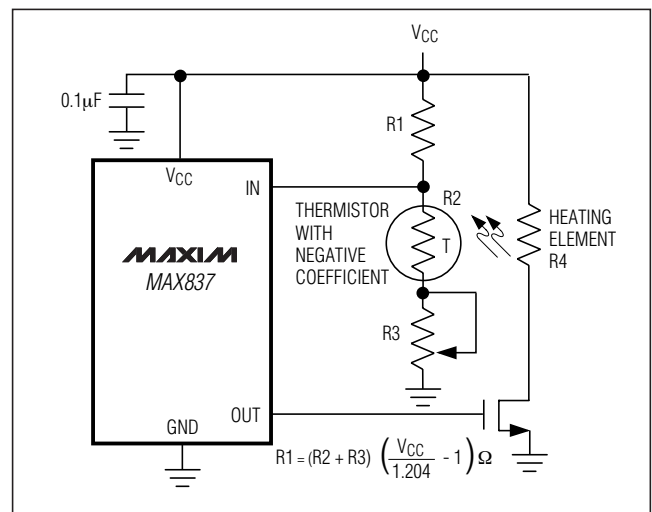 VCC
0.1μF
R1
VCC
IN
R2
THERMISTOR
WITH
NEGATIVE
COEFFICIENT
T
HEATING
ELEMENT
R4
MAXIM
MAX837
R3
OUT
GND
R1 = (R2 + R3) (VCC / 1.204 - 1) Ω